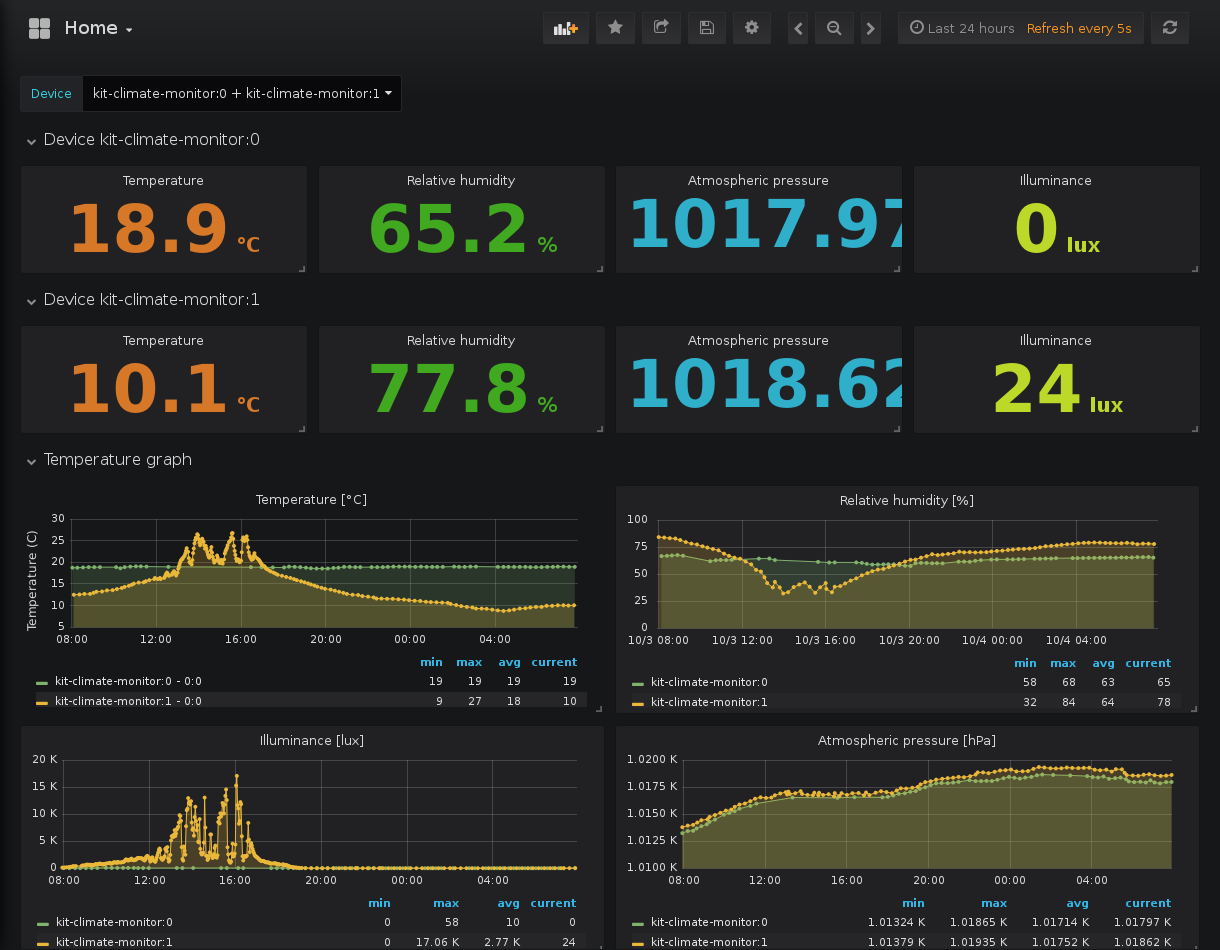 Home
Last 24 hours Refresh every 5s
Device kit-climate-monitor:0 + kit-climate-monitor:1
Device kit-climate-monitor:0
Temperature Relative humidity Atmospheric pressure Illuminance
18.9 °C 65.2 % 1017.97 0 lux
Device kit-climate-monitor:1
Temperature Relative humidity Atmospheric pressure Illuminance
10.1 °C 77.8 % 1018.62 24 lux
Temperature graph
Temperature [°C]
Temperature (C)
30
25
20
15
10
5
08:00 12:00 16:00 20:00 00:00 04:00
min max avg current
kit-climate-monitor:0 - 0:0 19 19 19 19
kit-climate-monitor:1 - 0:0 9 27 18 10
Relative humidity [%]
100
75
50
25
0
10/3 08:00 10/3 12:00 10/3 16:00 10/3 20:00 10/4 00:00 10/4 04:00
min max avg current
kit-climate-monitor:0 58 68 63 65
kit-climate-monitor:1 32 84 64 78
Illuminance [lux]
20 K
15 K
10 K
5 K
0
08:00 12:00 16:00 20:00 00:00 04:00
min max avg current
kit-climate-monitor:0 0 58 10 0
kit-climate-monitor:1 0 17.06 K 2.77 K 24
Atmospheric pressure [hPa]
1.0200 K
1.0175 K
1.0150 K
1.0125 K
1.0100 K
08:00 12:00 16:00 20:00 00:00 04:00
min max avg current
kit-climate-monitor:0 1.01324 K 1.01865 K 1.01714 K 1.01797 K
kit-climate-monitor:1 1.01379 K 1.01935 K 1.01752 K 1.01862 K